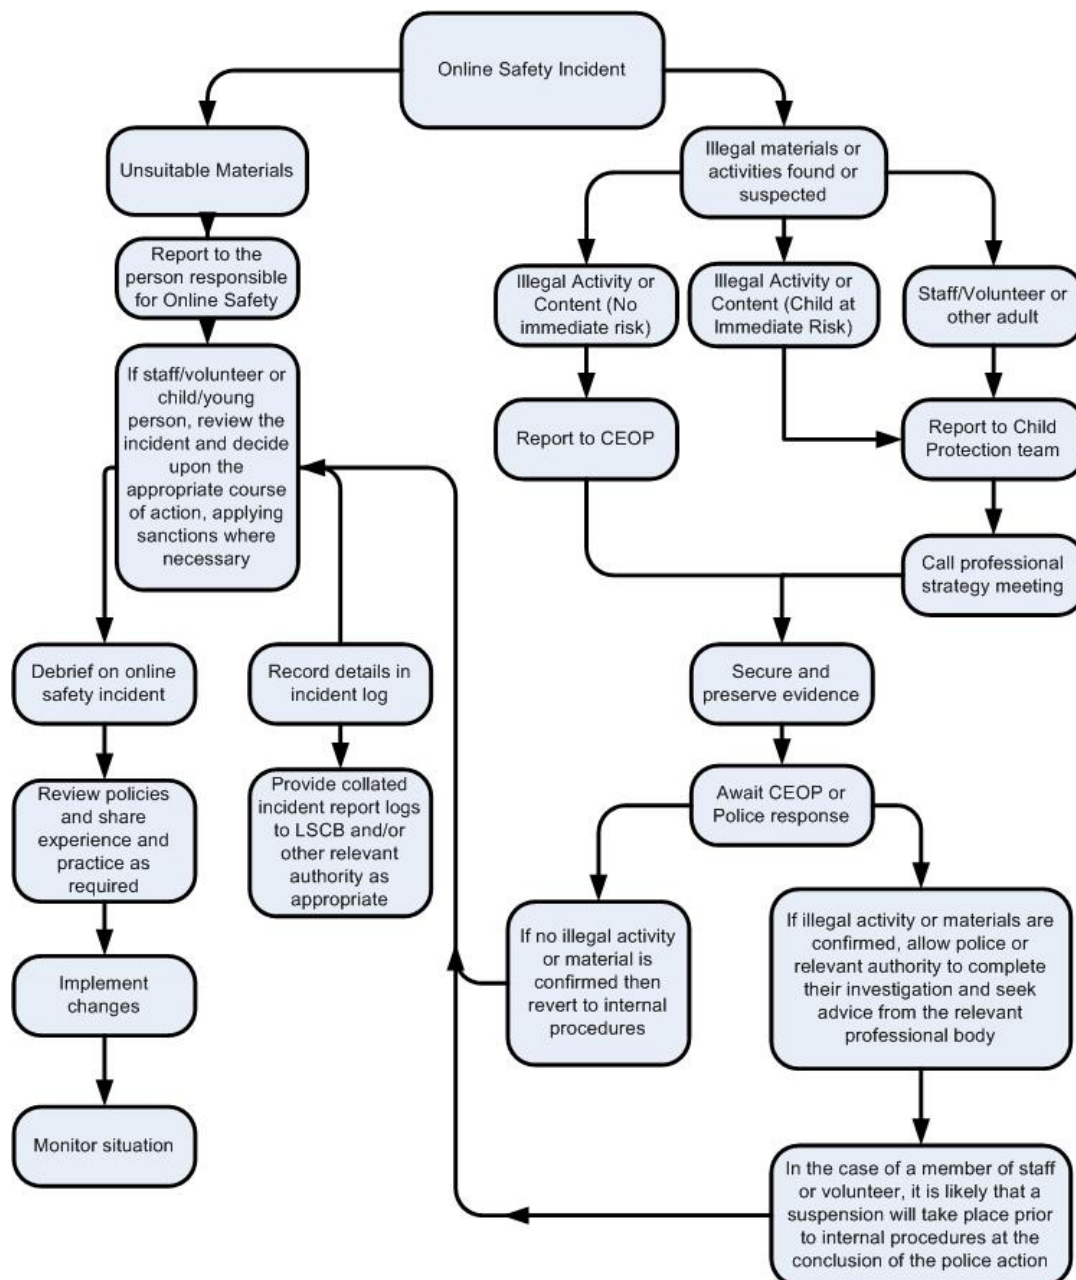 Online Safety Incident
Unsuitable Materials
Illegal materials or
activities found or
suspected
Report to the
person responsible
for Online Safety
Illegal Activity or
Content (No
immediate risk)
Illegal Activity or
Content (Child at
Immediate Risk)
Staff/Volunteer or
other adult
If staff/volunteer or
child/young
person, review the
incident and decide
upon the
appropriate course
of action, applying
sanctions where
necessary
Report to CEOP
Report to Child
Protection team
Call professional
strategy meeting
Debrief on online
safety incident
Record details in
incident log
Secure and
preserve evidence
Review policies
and share
experience and
practice as
required
Provide collated
incident report logs
to LSCB and/or
other relevant
authority as
appropriate
Await CEOP or
Police response
If no illegal activity
or material is
confirmed then
revert to internal
procedures
If illegal activity or materials are
confirmed, allow police or
relevant authority to complete
their investigation and seek
advice from the relevant
professional body
Implement
changes
Monitor situation
In the case of a member of staff
or volunteer, it is likely that a
suspension will take place prior
to internal procedures at the
conclusion of the police action